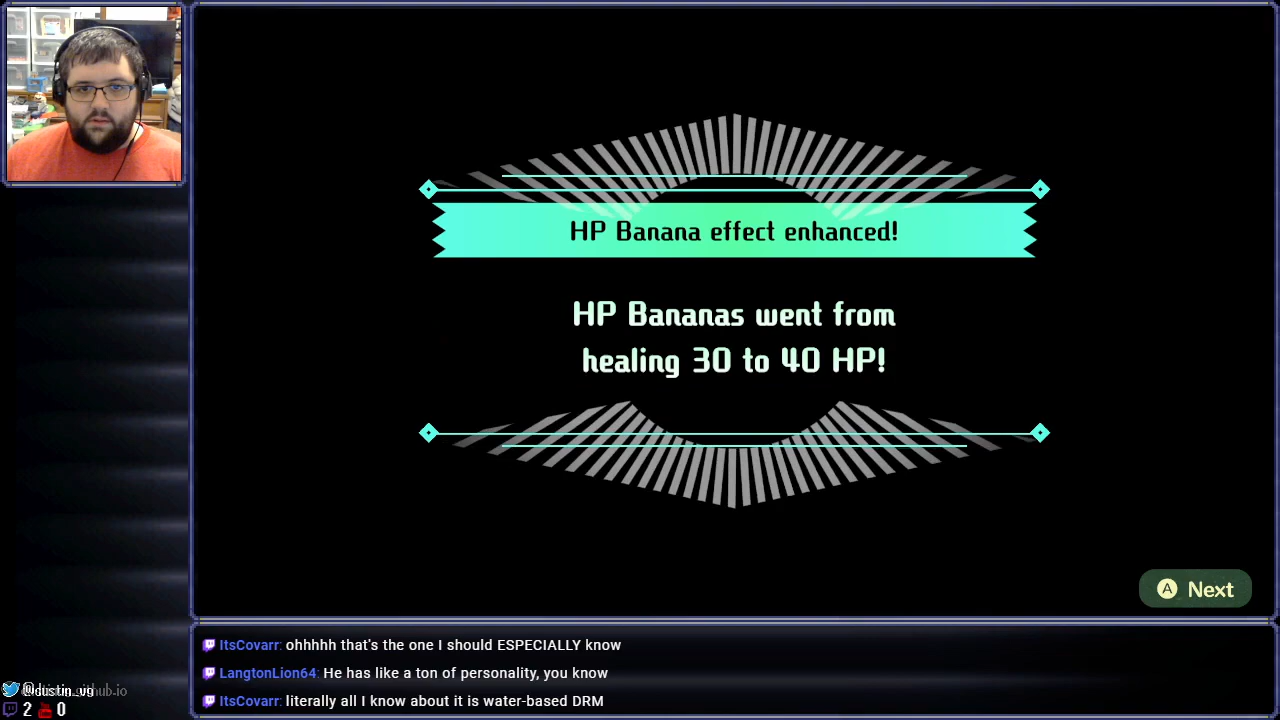 HP Banana effect enhanced!
HP Bananas went from
healing 30 to 40 HP!
A Next
ItsCovarr: ohhhhh that's the one I should ESPECIALLY know
LangtonLion64: He has like a ton of personality, you know
ItsCovarr: literally all I know about it is water-based DRM
@dustin_vg
2 0